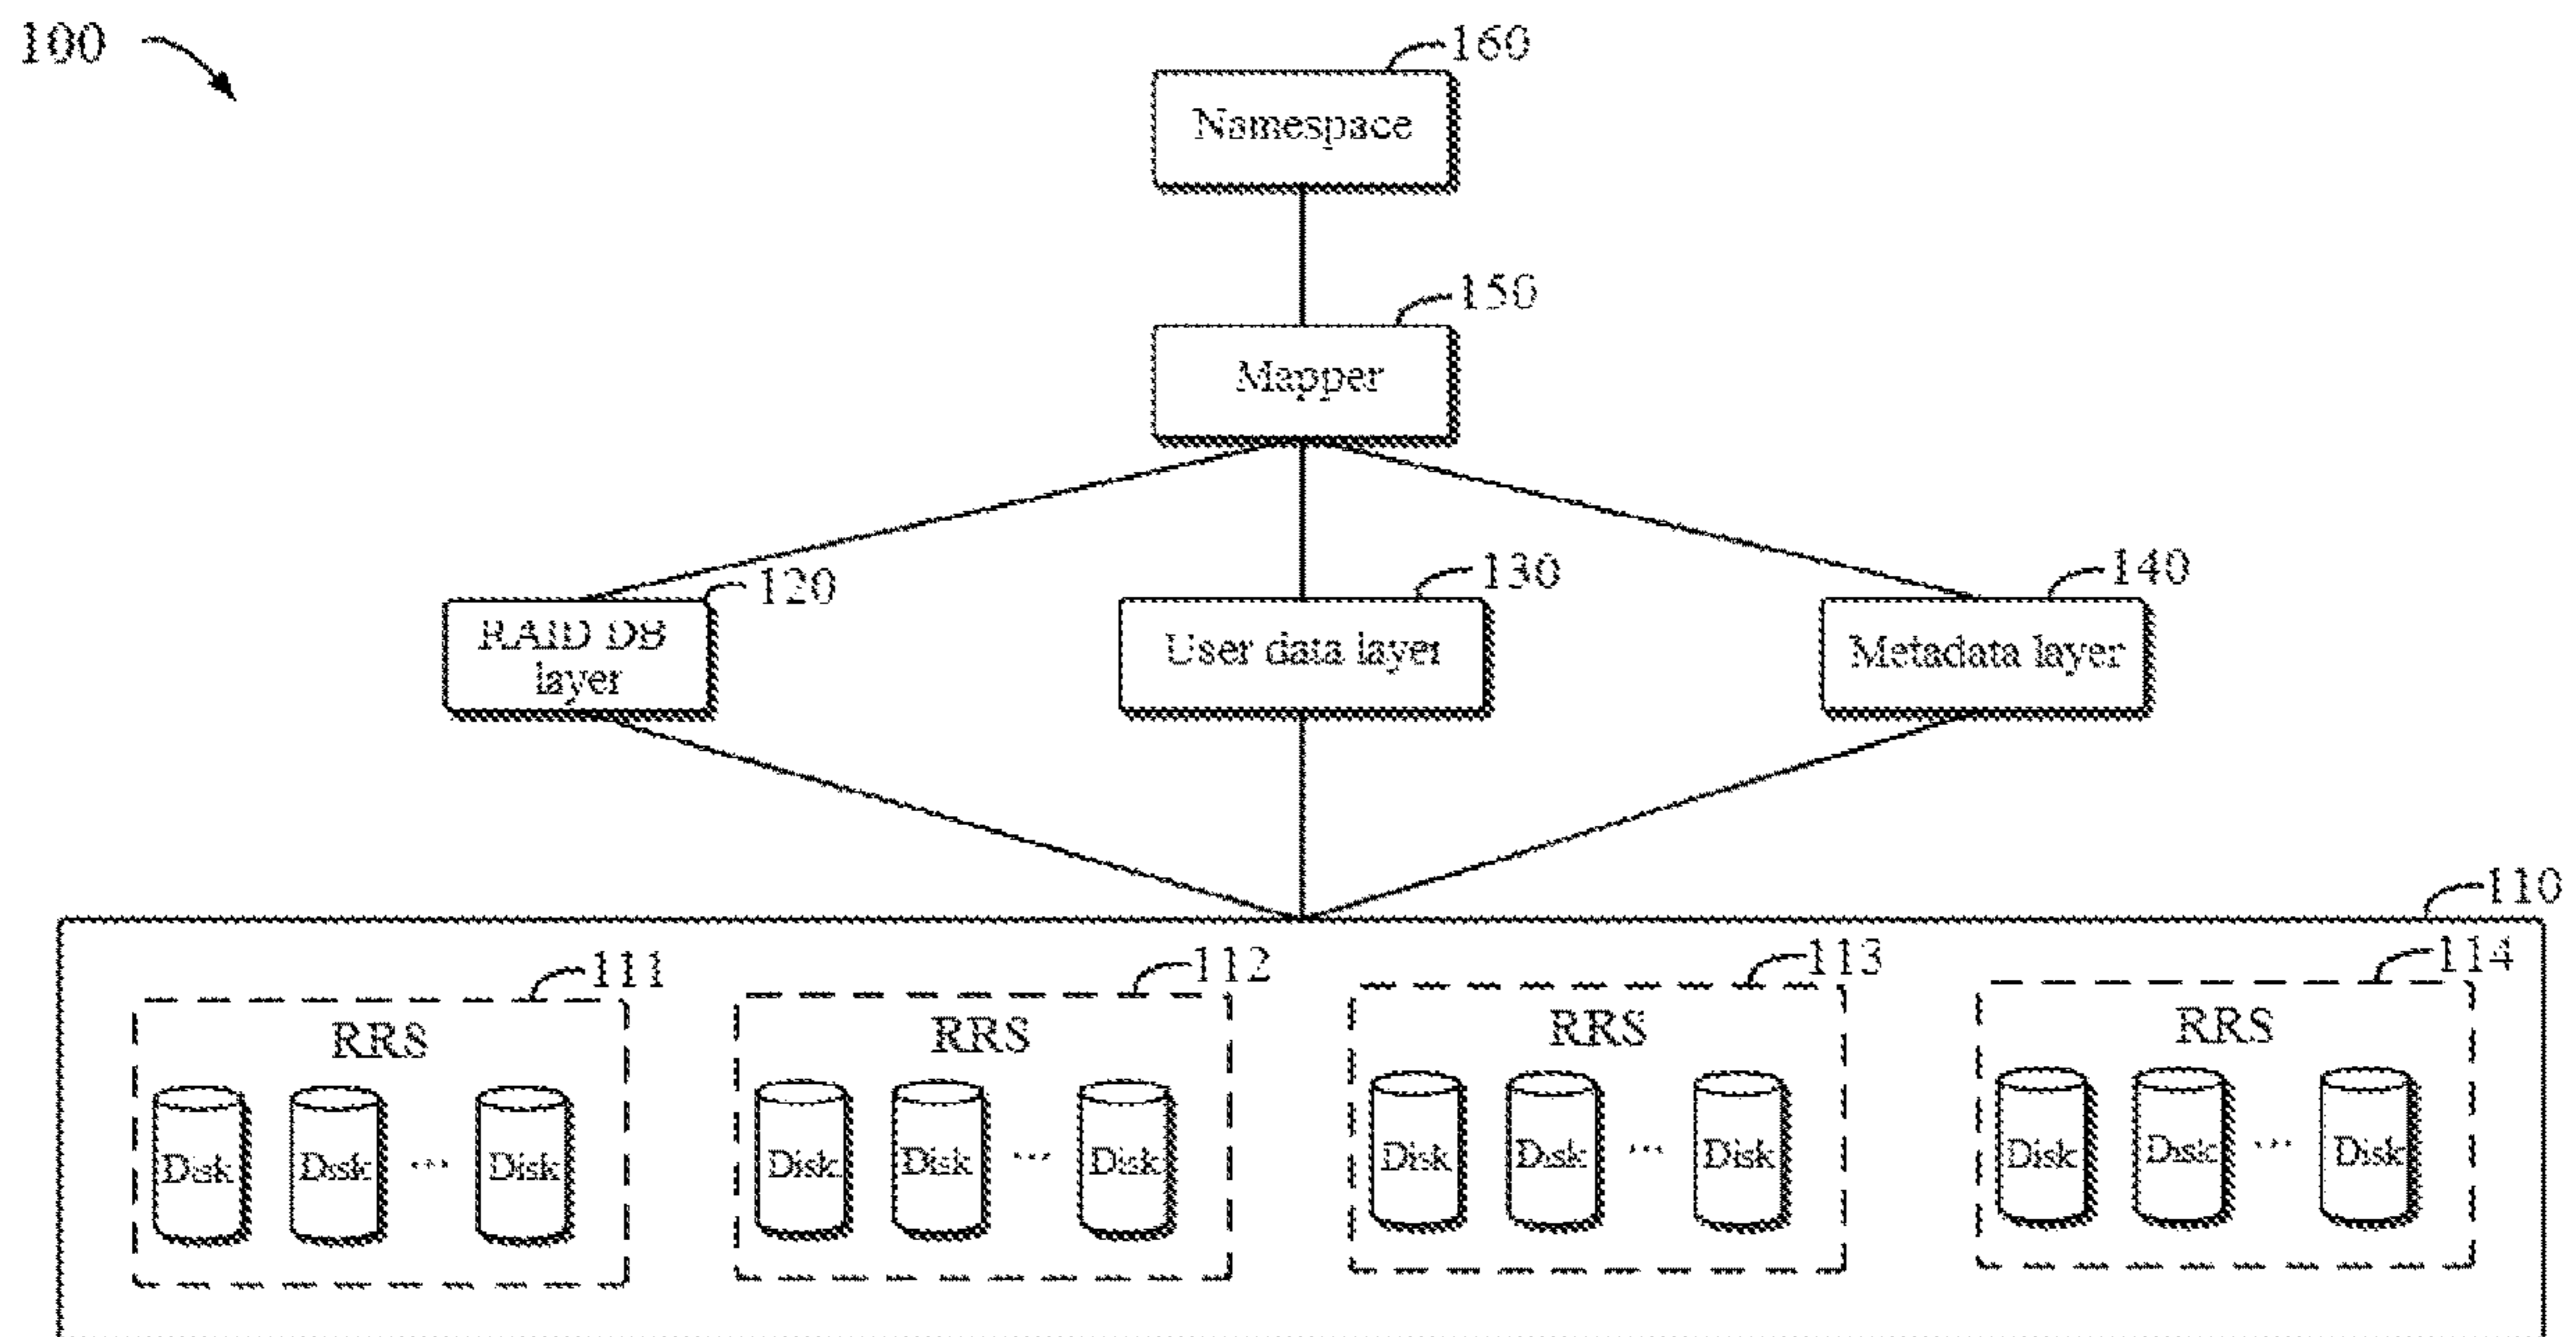 100
160
Namespace
150
Mapper
120
130
140
RAID DB
layer
User data layer
Metadata layer
110
111
112
113
114
RRS
RRS
RRS
RRS
Disk
Disk
...
Disk
Disk
Disk
...
Disk
Disk
Disk
...
Disk
Disk
Disk
...
Disk